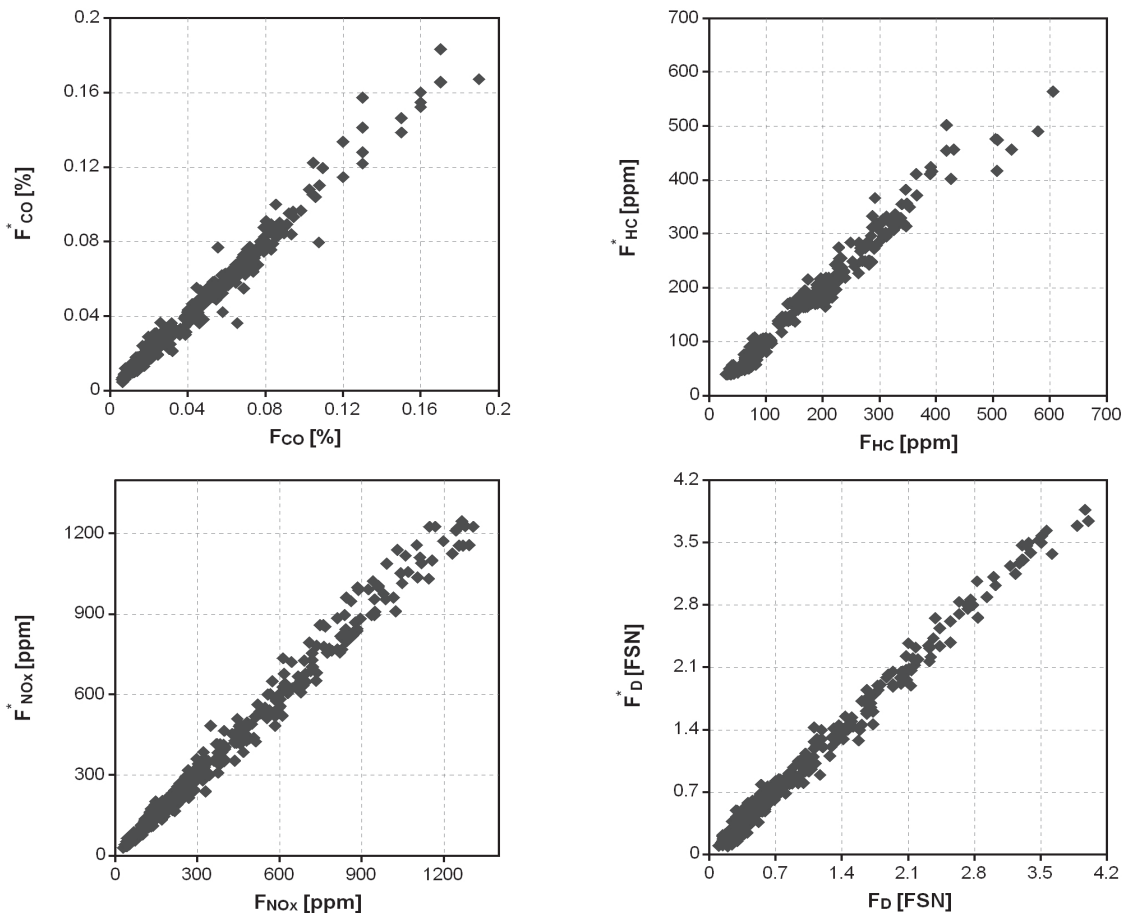 0.2
0.16
0.12
0.08
0.04
0
0 0.04 0.08 0.12 0.16 0.2
F*CO [%]
FCO [%]
700
600
500
400
300
200
100
0
0 100 200 300 400 500 600 700
F*HC [ppm]
FHC [ppm]
1200
900
600
300
0
0 300 600 900 1200
F*NOx [ppm]
FNOx [ppm]
4.2
3.5
2.8
2.1
1.4
0.7
0
0 0.7 1.4 2.1 2.8 3.5 4.2
F*D [FSN]
FD [FSN]